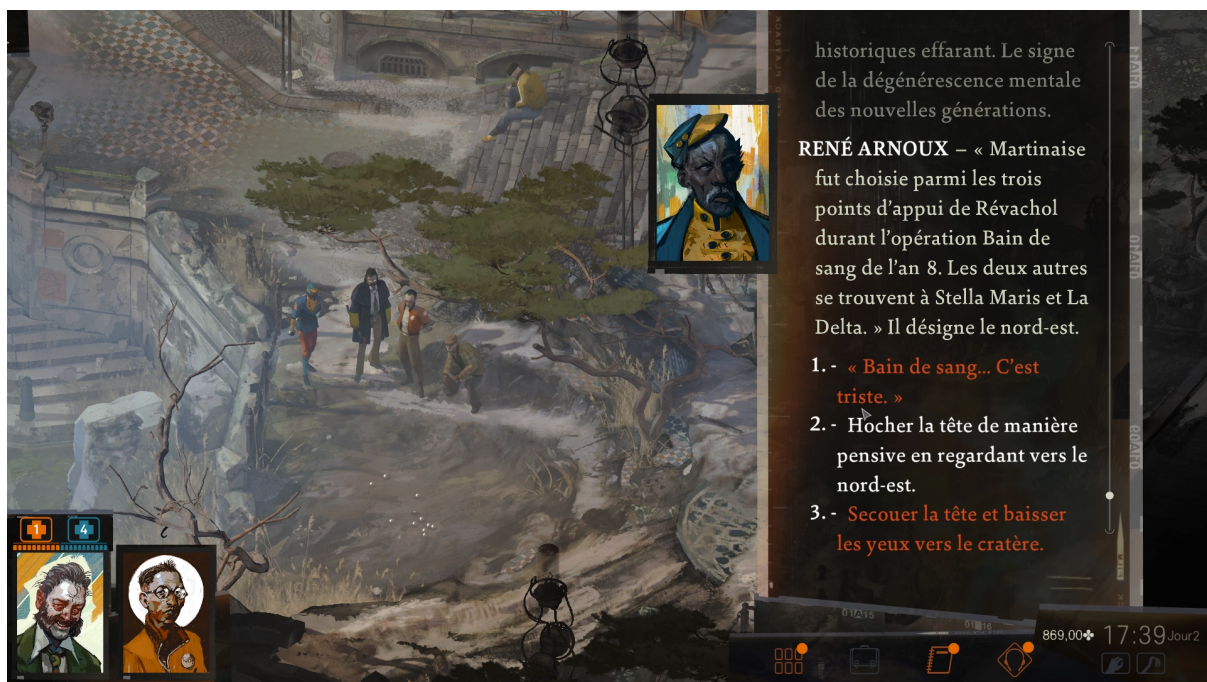 historiques effarant. Le signe
de la dégénérescence mentale
des nouvelles générations.
RENÉ ARNOUX – « Martinaise
fut choisie parmi les trois
points d’appui de Révachol
durant l’opération Bain de
sang de l’an 8. Les deux autres
se trouvent à Stella Maris et La
Delta. » Il désigne le nord-est.
1. - « Bain de sang... C’est
triste. »
2. - Hocher la tête de manière
pensive en regardant vers le
nord-est.
3. - Secouer la tête et baisser
les yeux vers le cratère.
1 4
869,00 17:39 Jour2